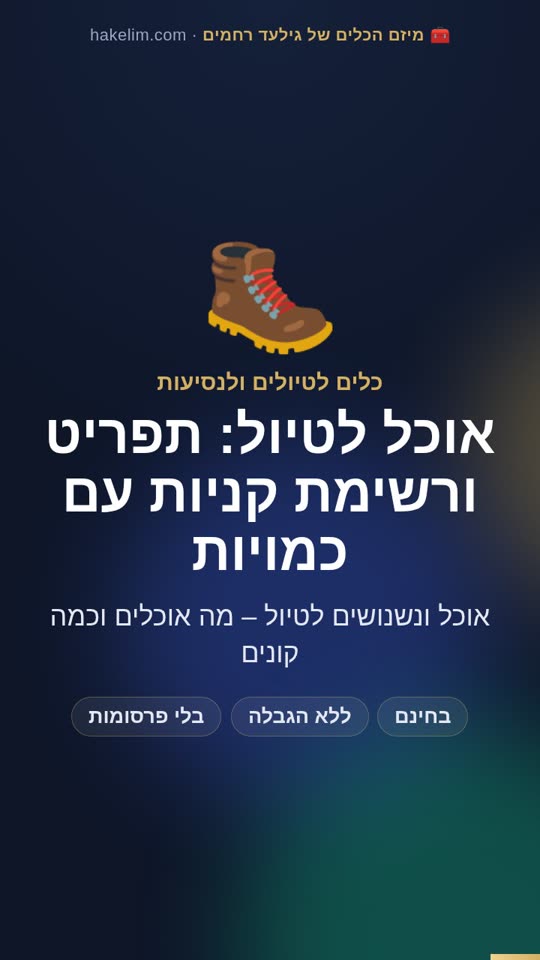 🧰 מיזם הכלים של גילעד רחמים · hakelim.com
כלים לטיולים ולנסיעות
אוכל לטיול: תפריט
ורשימת קניות עם
כמויות
אוכל ונשנושים לטיול – מה אוכלים וכמה
קונים
בחינם
ללא הגבלה
בלי פרסומות